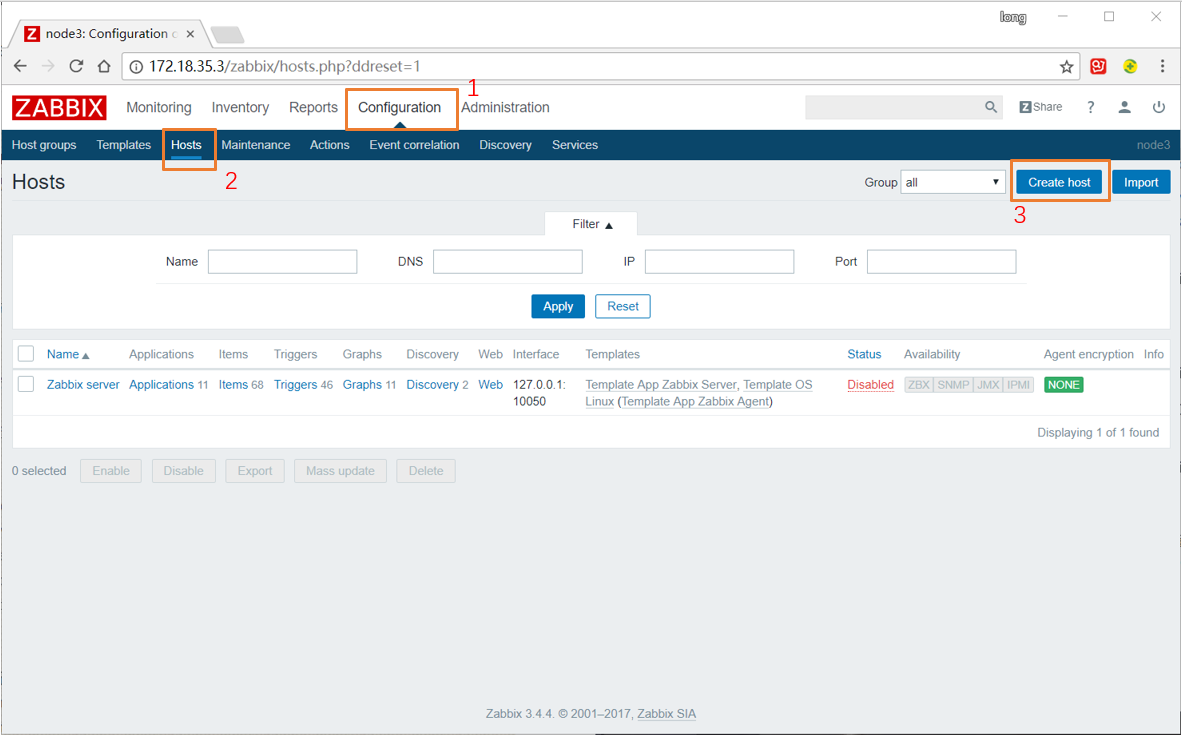 long
Z node3: Configuration c
172.18.35.3/zabbix/hosts.php?ddreset=1
1
ZABBIX Monitoring Inventory Reports Configuration Administration Z Share ?
Host groups Templates Hosts Maintenance Actions Event correlation Discovery Services node3
2
Hosts Group all Create host Import
3
Filter
Name DNS IP Port
Apply Reset
Name Applications Items Triggers Graphs Discovery Web Interface Templates Status Availability Agent encryption Info
Zabbix server Applications 11 Items 68 Triggers 46 Graphs 11 Discovery 2 Web 127.0.0.1: Template App Zabbix Server, Template OS Disabled ZBX SNMP JMX IPMI NONE
10050 Linux (Template App Zabbix Agent)
Displaying 1 of 1 found
0 selected Enable Disable Export Mass update Delete
Zabbix 3.4.4. © 2001–2017, Zabbix SIA